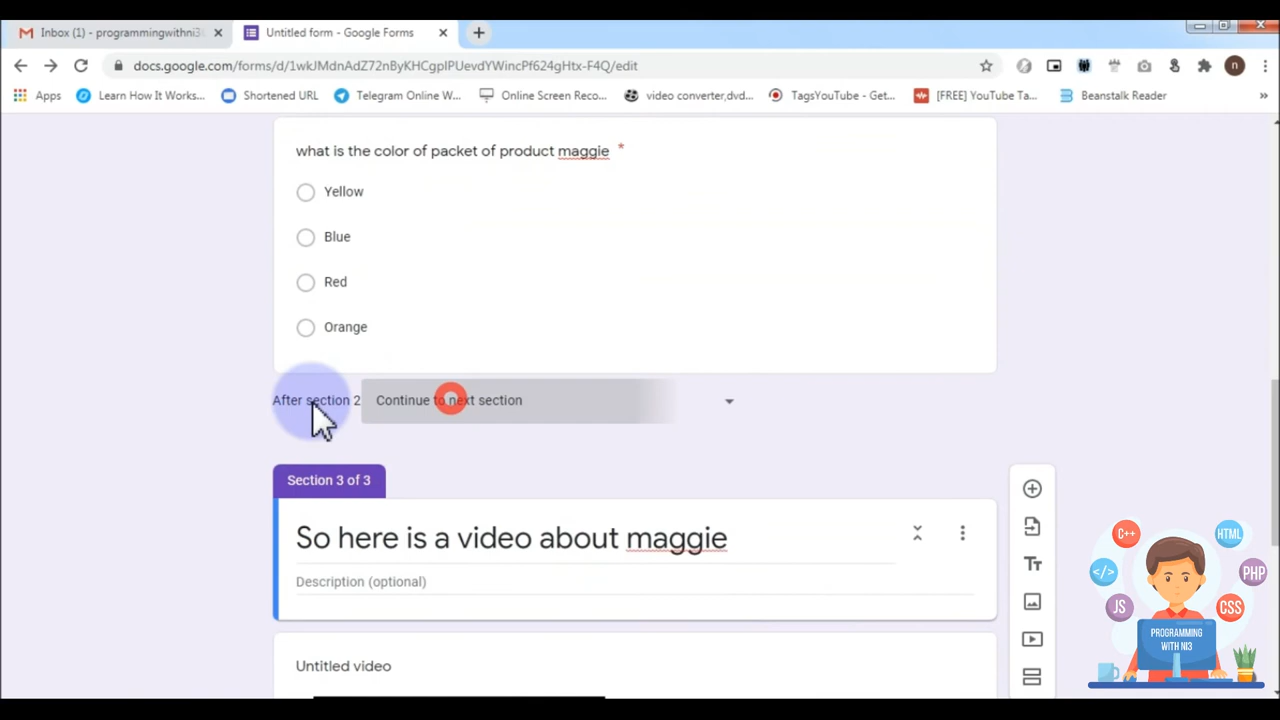 Inbox (1) - programmingwithni3
Untitled form - Google Forms
docs.google.com/forms/d/1wkJMdnAdZ72nByKHCgpIPUevdYWincPf624gHtx-F4Q/edit
n
Apps
Learn How It Works...
Shortened URL
Telegram Online W...
Online Screen Reco...
video converter,dvd...
TagsYouTube - Get...
[FREE] YouTube Ta...
Beanstalk Reader
»
what is the color of packet of product maggie *
Yellow
Blue
Red
Orange
After section 2
Continue to next section
Section 3 of 3
So here is a video about maggie
Description (optional)
Untitled video
Tт
C++
HTML
</>
PHP
JS
CSS
PROGRAMMING
WITH NI3